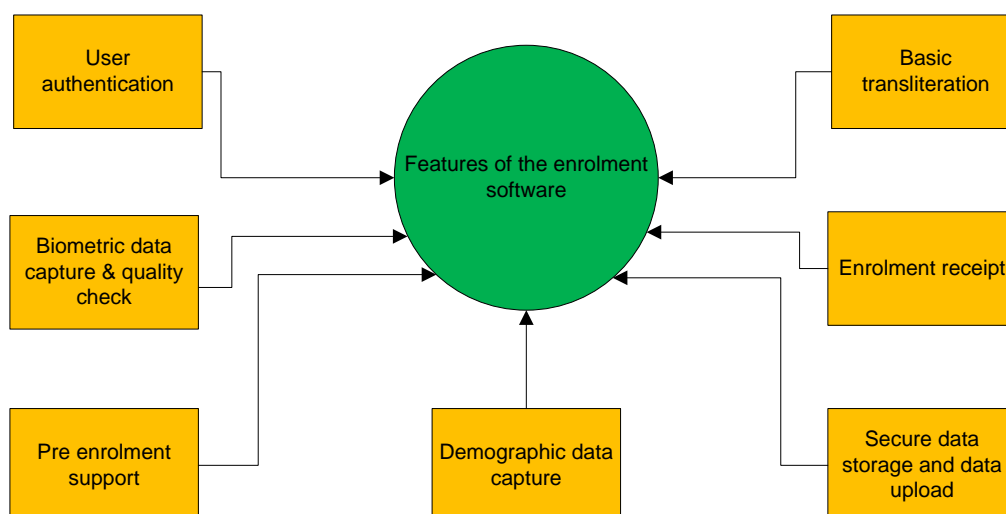 User
authentication
Basic
transliteration
Features of the enrolment
software
Biometric data
capture & quality
check
Enrolment receipt
Pre enrolment
support
Demographic data
capture
Secure data
storage and data
upload